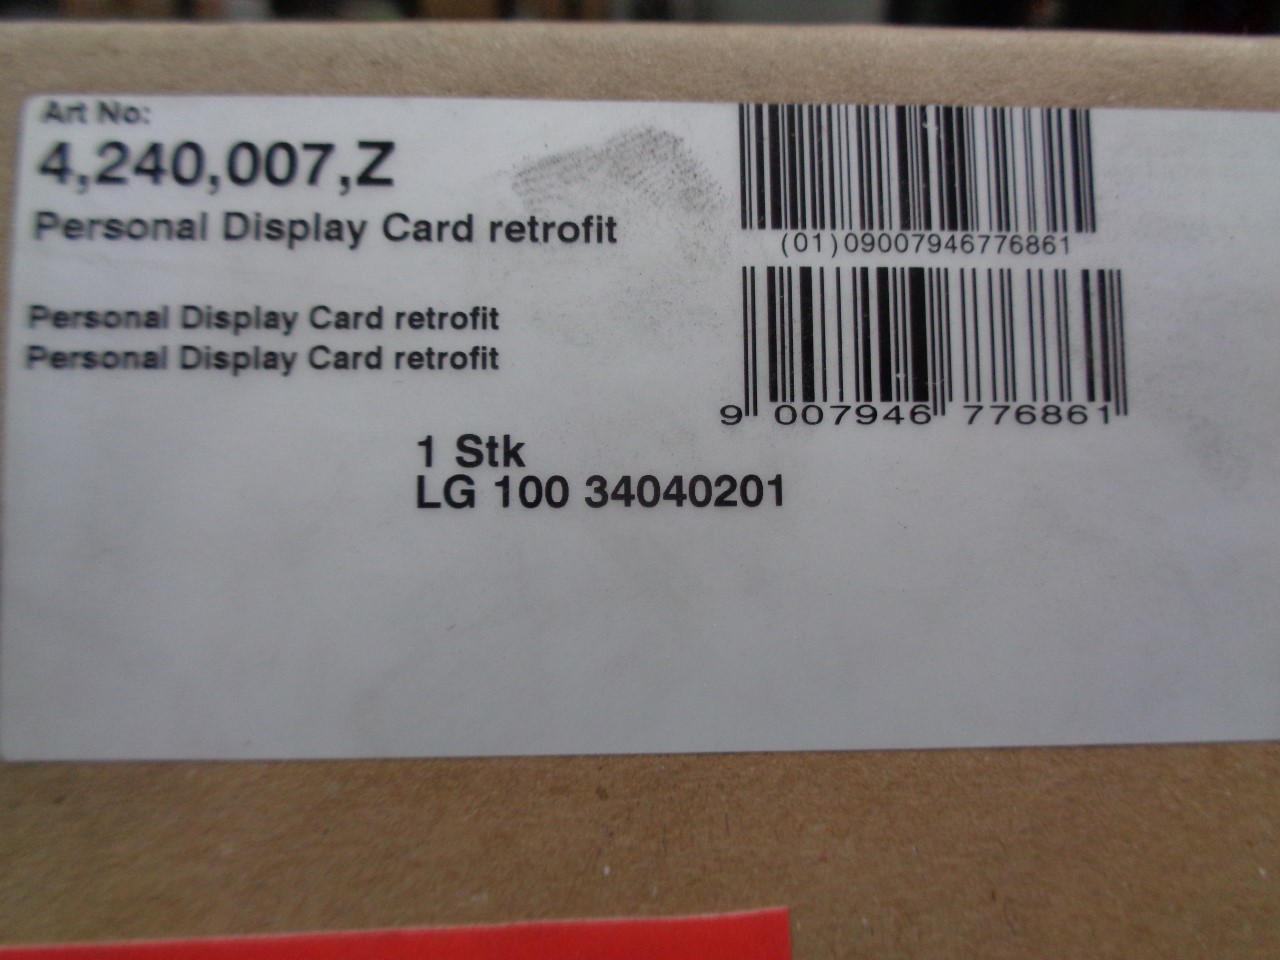 Art No:
4,240,007,Z
Personal Display Card retrofit
Personal Display Card retrofit
Personal Display Card retrofit
1 Stk
LG 100 34040201
(01)09007946776861
9 007946 776861